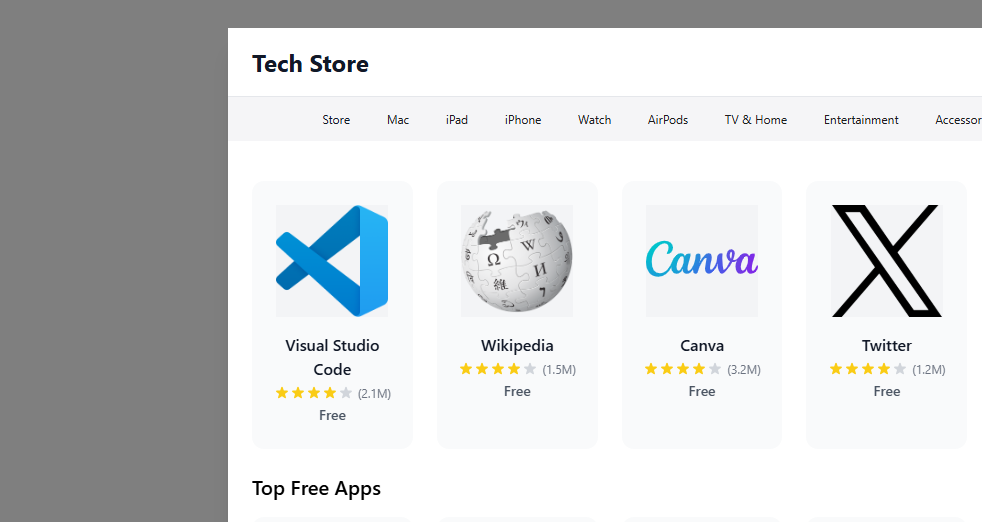 Tech Store
Store Mac iPad iPhone Watch AirPods TV & Home Entertainment Accessor
Canva
Visual Studio Code
(2.1M)
Free
Wikipedia
(1.5M)
Free
Canva
(3.2M)
Free
Twitter
(1.2M)
Free
Top Free Apps